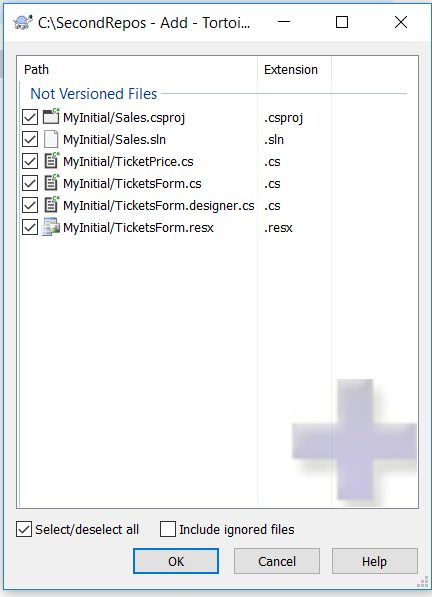 C:\SecondRepos - Add - Tortoi...
Path Extension
Not Versioned Files
MyInitial/Sales.csproj .csproj
MyInitial/Sales.sln .sln
MyInitial/TicketPrice.cs .cs
MyInitial/TicketsForm.cs .cs
MyInitial/TicketsForm.designer.cs .cs
MyInitial/TicketsForm.resx .resx
Select/deselect all Include ignored files
OK Cancel Help